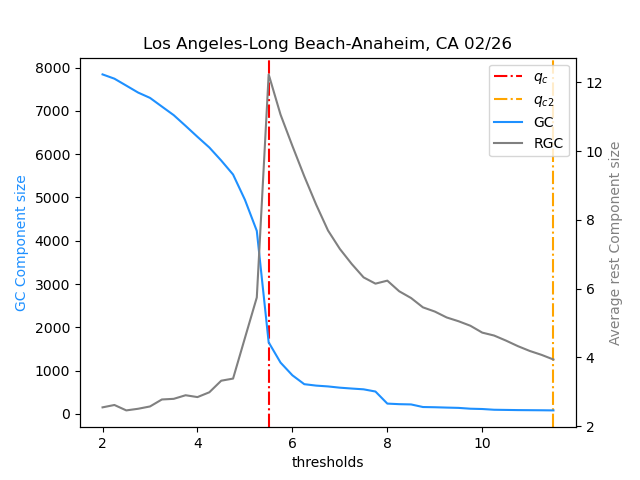 Los Angeles-Long Beach-Anaheim, CA 02/26
8000
7000
6000
5000
4000
3000
2000
1000
0
GC Component size
2
4
6
8
10
thresholds
12
10
8
6
4
2
Average rest Component size
q_c
q_c2
GC
RGC